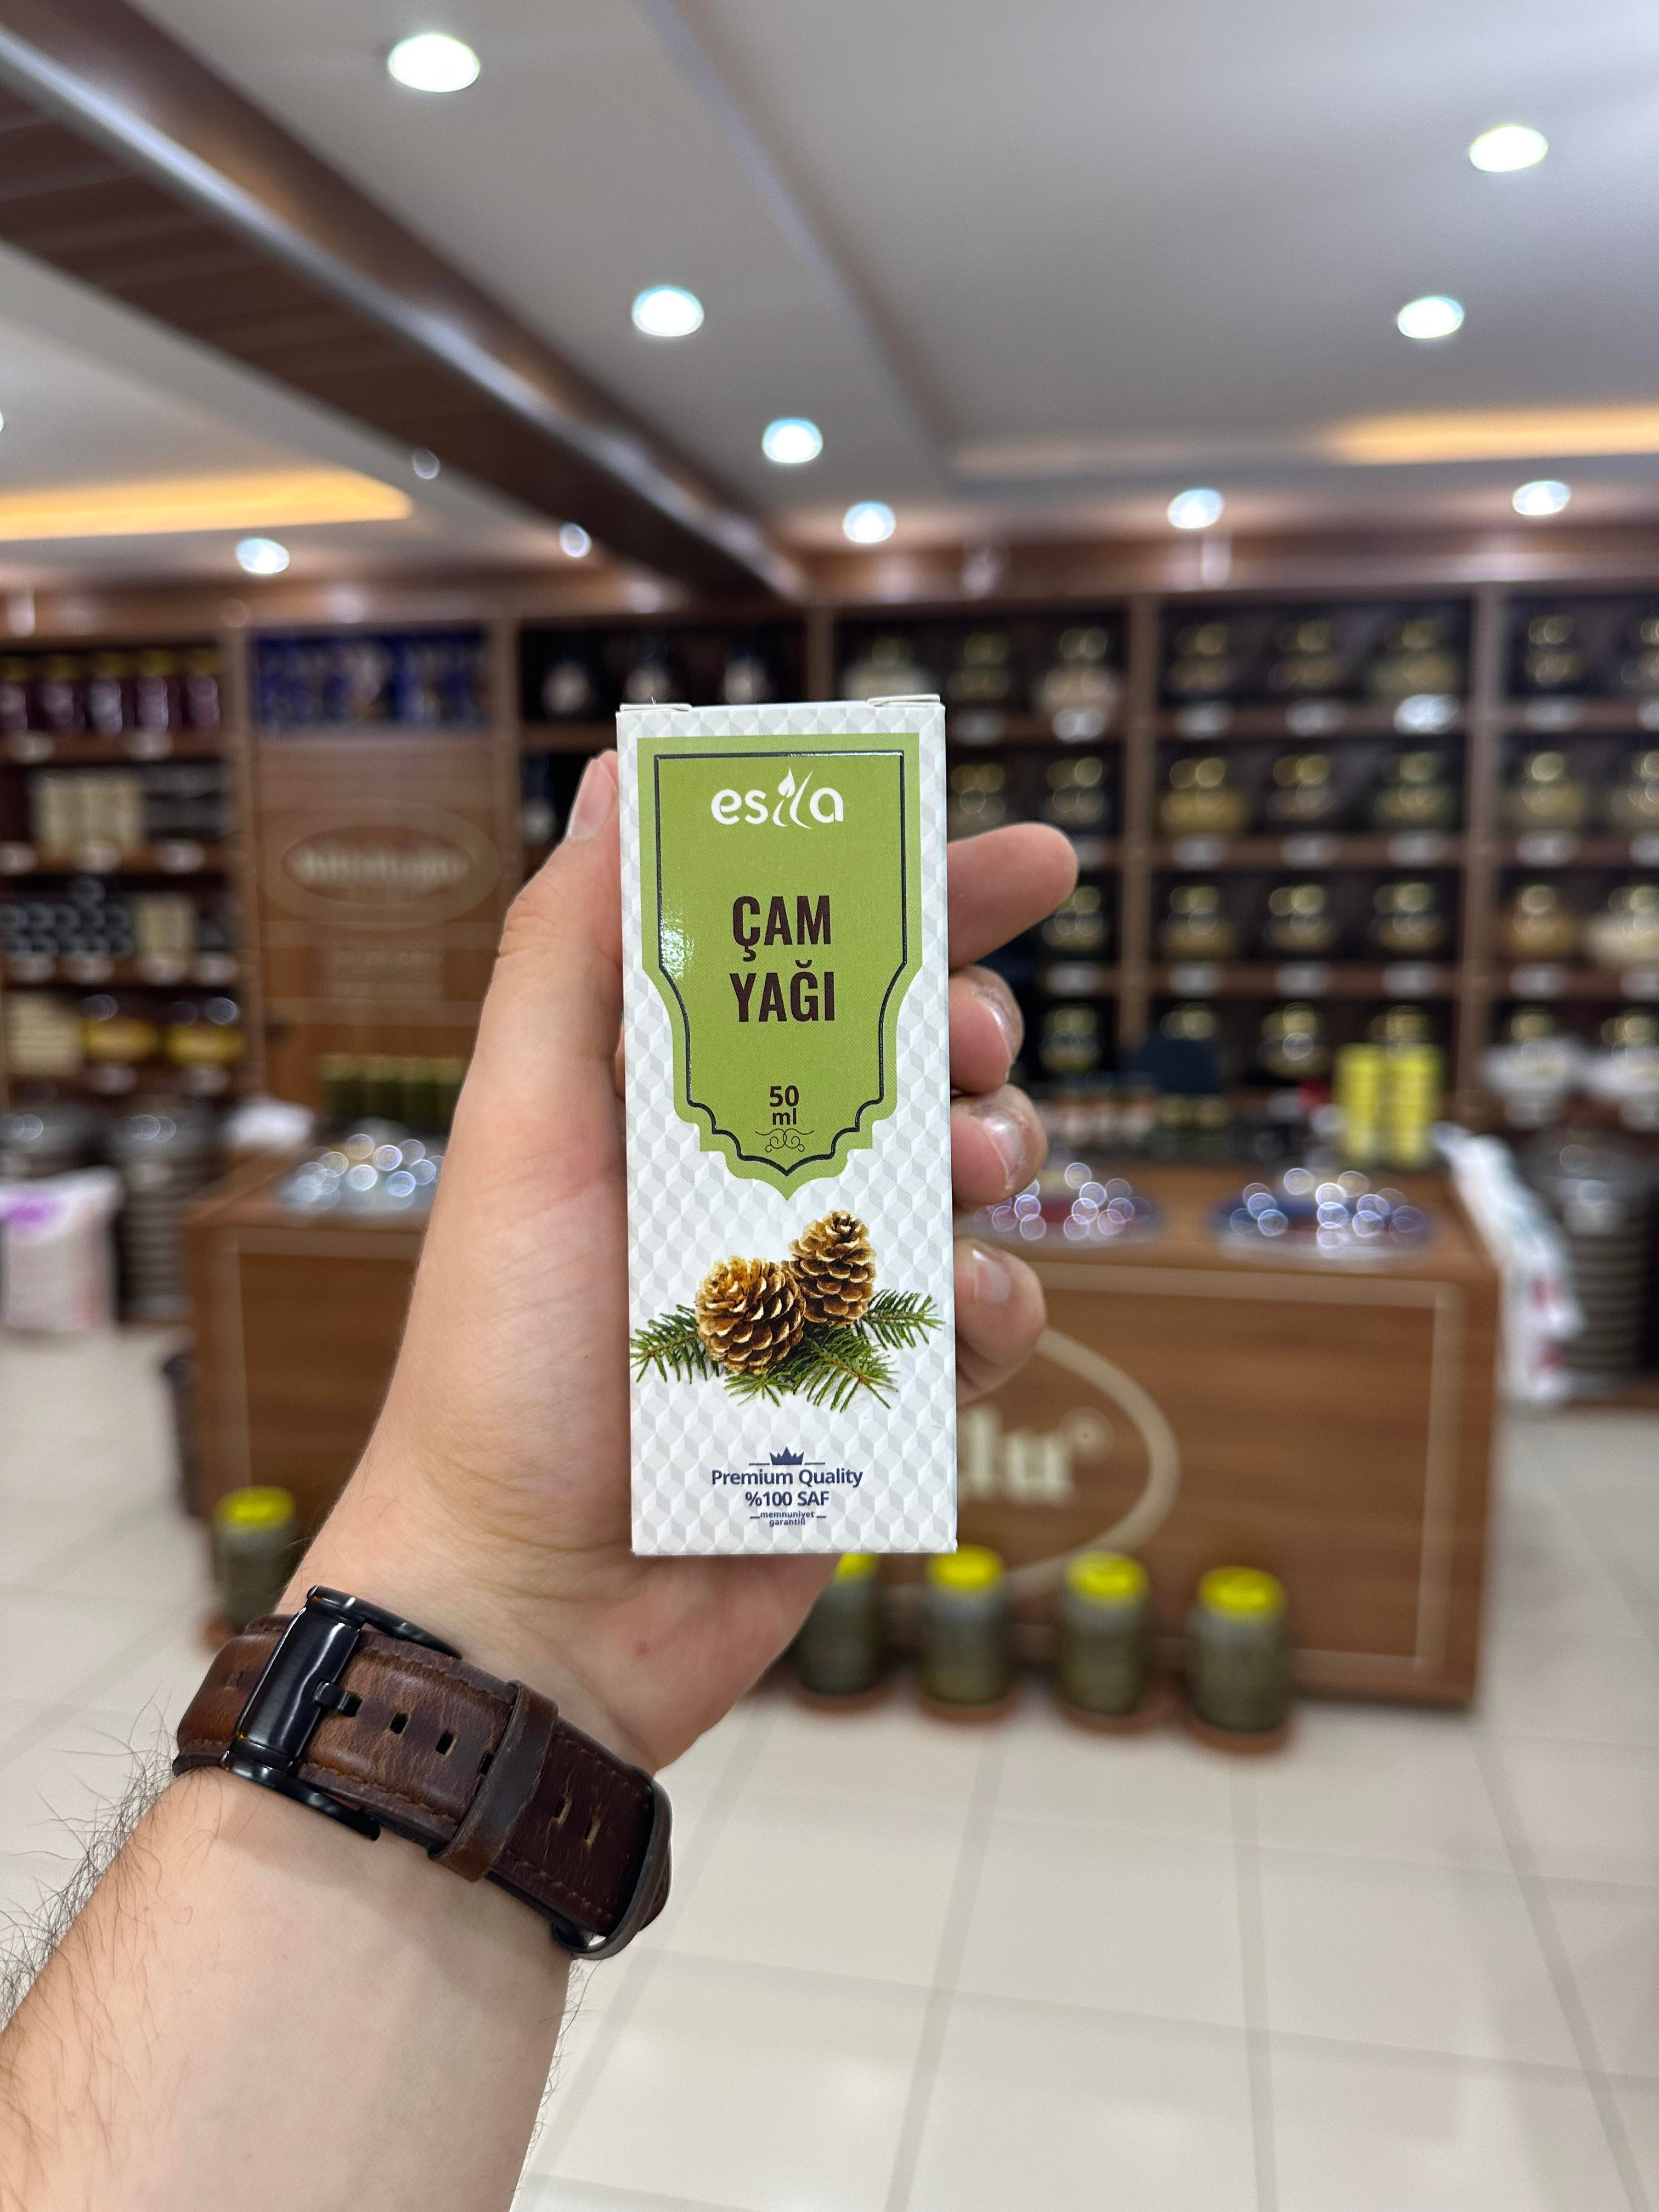 esila
ÇAM
YAĞI
50
ml
Premium Quality
%100 SAF
memnuniyet
garantili